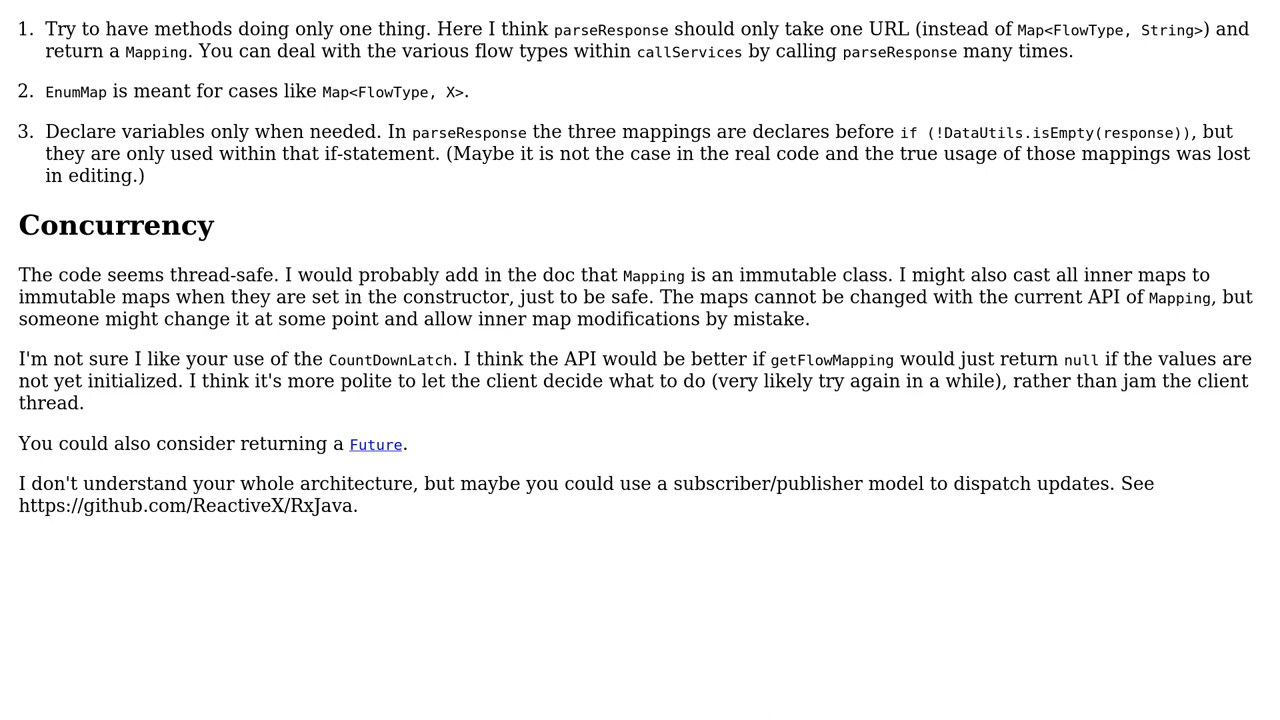 1. Try to have methods doing only one thing. Here I think parseResponse should only take one URL (instead of Map<FlowType, String>) and
return a Mapping. You can deal with the various flow types within callServices by calling parseResponse many times.
2. EnumMap is meant for cases like Map<FlowType, X>.
3. Declare variables only when needed. In parseResponse the three mappings are declares before if (!DataUtils.isEmpty(response)), but
they are only used within that if-statement. (Maybe it is not the case in the real code and the true usage of those mappings was lost
in editing.)
Concurrency
The code seems thread-safe. I would probably add in the doc that Mapping is an immutable class. I might also cast all inner maps to
immutable maps when they are set in the constructor, just to be safe. The maps cannot be changed with the current API of Mapping, but
someone might change it at some point and allow inner map modifications by mistake.
I'm not sure I like your use of the CountDownLatch. I think the API would be better if getFlowMapping would just return null if the values are
not yet initialized. I think it's more polite to let the client decide what to do (very likely try again in a while), rather than jam the client
thread.
You could also consider returning a Future.
I don't understand your whole architecture, but maybe you could use a subscriber/publisher model to dispatch updates. See
https://github.com/ReactiveX/RxJava.